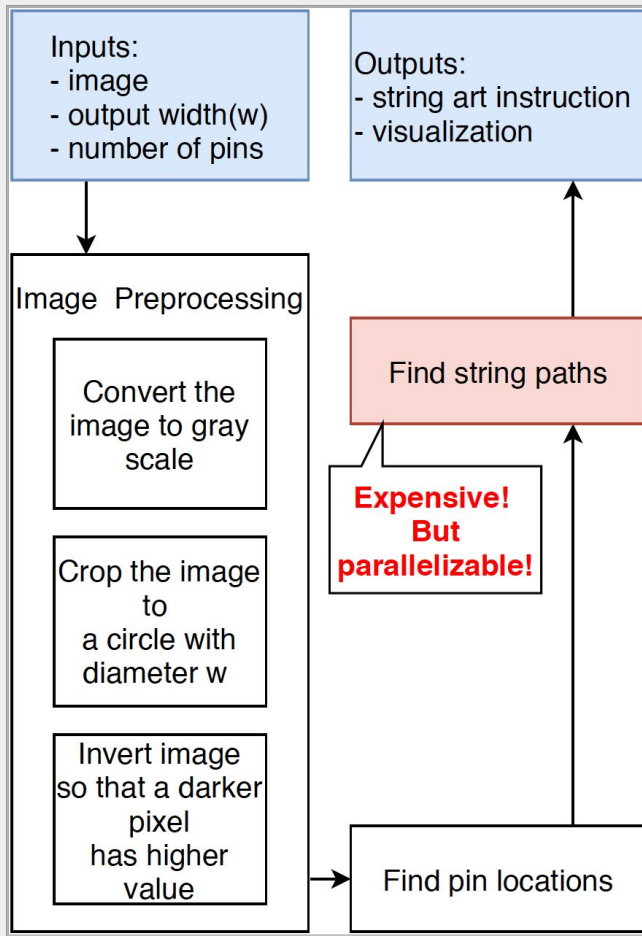 Inputs:
- image
- output width(w)
- number of pins
Image Preprocessing
Convert the
image to gray
scale
Crop the image
to
a circle with
diameter w
Invert image
so that a darker
pixel
has higher
value
Find pin locations
Find string paths
Expensive!
But
parallelizable!
Outputs:
- string art instruction
- visualization